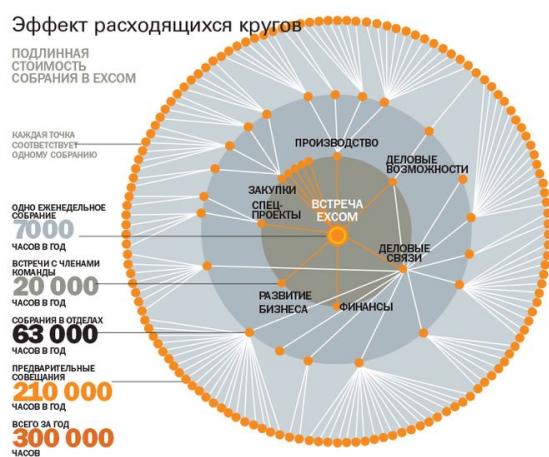 Эффект расходящихся кругов
ПОДЛИННАЯ
СТОИМОСТЬ
СОБРАНИЯ В EXCOM
КАЖДАЯ ТОЧКА
СООТВЕТСТВУЕТ
ОДНОМУ СОБРАНИЮ
ПРОИЗВОДСТВО
ДЕЛОВЫЕ
ВОЗМОЖНОСТИ
ЗАКУПКИ
СПЕЦ-
ПРОЕКТЫ
ВСТРЕЧА
EXCOM
ДЕЛОВЫЕ
СВЯЗИ
РАЗВИТИЕ
БИЗНЕСА
ФИНАНСЫ
ОДНО ЕЖЕНЕДЕЛЬНОЕ
СОБРАНИЕ
7000
ЧАСОВ В ГОД
ВСТРЕЧИ С ЧЛЕНАМИ
КОМАНДЫ
20 000
ЧАСОВ В ГОД
СОБРАНИЯ В ОТДЕЛАХ
63 000
ЧАСОВ В ГОД
ПРЕДВАРИТЕЛЬНЫЕ
СОВЕЩАНИЯ
210 000
ЧАСОВ В ГОД
ВСЕГО ЗА ГОД
300 000
ЧАСОВ